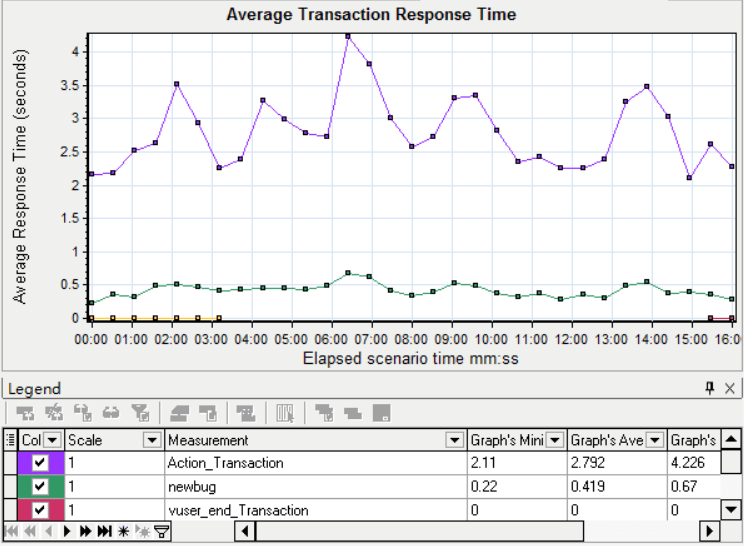 Average Transaction Response Time
Average Response Time (seconds)
4
3.5
3
2.5
2
1.5
1
0.5
0
00:00 01:00 02:00 03:00 04:00 05:00 06:00 07:00 08:00 09:00 10:00 11:00 12:00 13:00 14:00 15:00 16:0
Elapsed scenario time mm:ss
Legend
Col Scale Measurement Graph's Mini Graph's Ave Graph's
1 Action_Transaction 2.11 2.792 4.226
1 newbug 0.22 0.419 0.67
1 vuser_end_Transaction 0 0 0